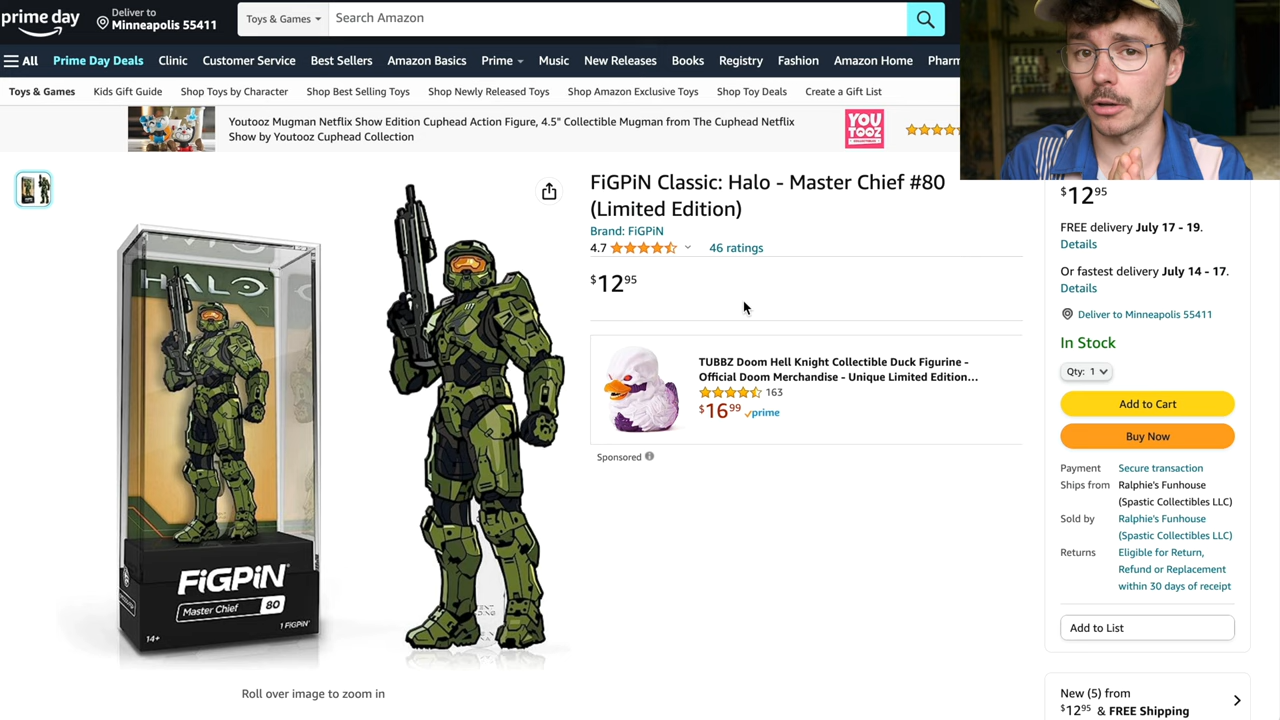 prime day
Deliver to
Minneapolis 55411
Toys & Games
Search Amazon
All
Prime Day Deals
Clinic
Customer Service
Best Sellers
Amazon Basics
Prime
Music
New Releases
Books
Registry
Fashion
Amazon Home
Pharm
Toys & Games
Kids Gift Guide
Shop Toys by Character
Shop Best Selling Toys
Shop Newly Released Toys
Shop Amazon Exclusive Toys
Shop Toy Deals
Create a Gift List
Youtooz Mugman Netflix Show Edition Cuphead Action Figure, 4.5" Collectible Mugman from The Cuphead Netflix
Show by Youtooz Cuphead Collection
YOU
TOOZ
HALO
FiGPiN
Master Chief 80
14+
1 FiGPiN
Roll over image to zoom in
FiGPiN Classic: Halo - Master Chief #80
(Limited Edition)
Brand: FiGPiN
4.7
46 ratings
$12 95
TUBBZ Doom Hell Knight Collectible Duck Figurine -
Official Doom Merchandise - Unique Limited Edition...
163
$16 99 prime
Sponsored
$12 95
FREE delivery July 17 - 19.
Details
Or fastest delivery July 14 - 17.
Details
Deliver to Minneapolis 55411
In Stock
Qty: 1
Add to Cart
Buy Now
Payment Secure transaction
Ships from Ralphie's Funhouse
(Spastic Collectibles LLC)
Sold by Ralphie's Funhouse
(Spastic Collectibles LLC)
Returns Eligible for Return,
Refund or Replacement
within 30 days of receipt
Add to List
New (5) from
$12 95 & FREE Shipping